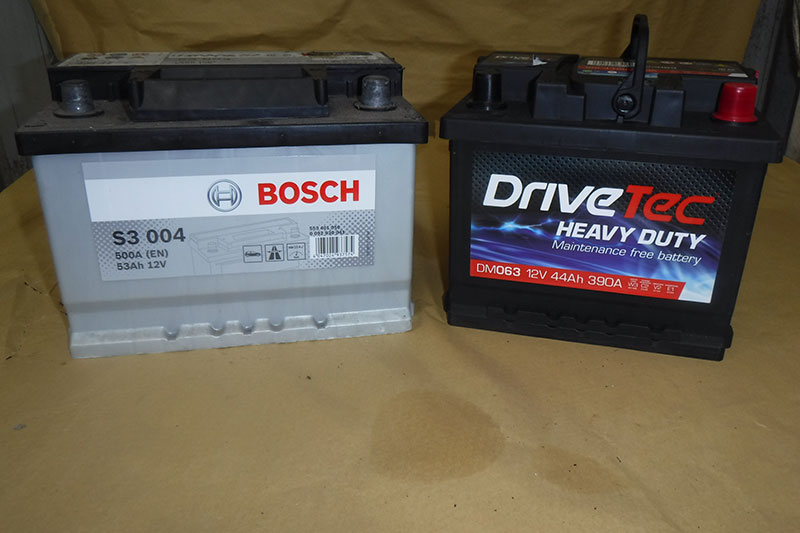 BOSCH
S3 004
500A (EN)
53Ah 12V
DriveTec
HEAVY DUTY
Maintenance free battery
DM063 12V 44Ah 390A